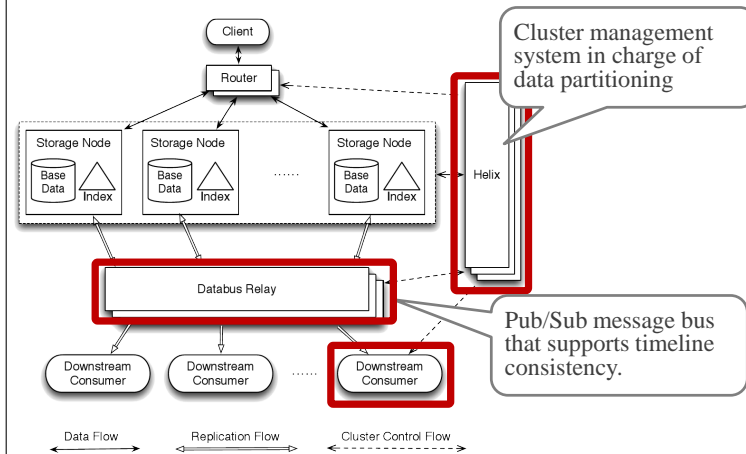 Client
Router
Cluster management
system in charge of
data partitioning
Storage Node
Base
Data
Index
Storage Node
Base
Data
Index
......
Storage Node
Base
Data
Index
Helix
Databus Relay
Pub/Sub message bus
that supports timeline
consistency.
Downstream
Consumer
Downstream
Consumer
......
Downstream
Consumer
Data Flow
Replication Flow
Cluster Control Flow